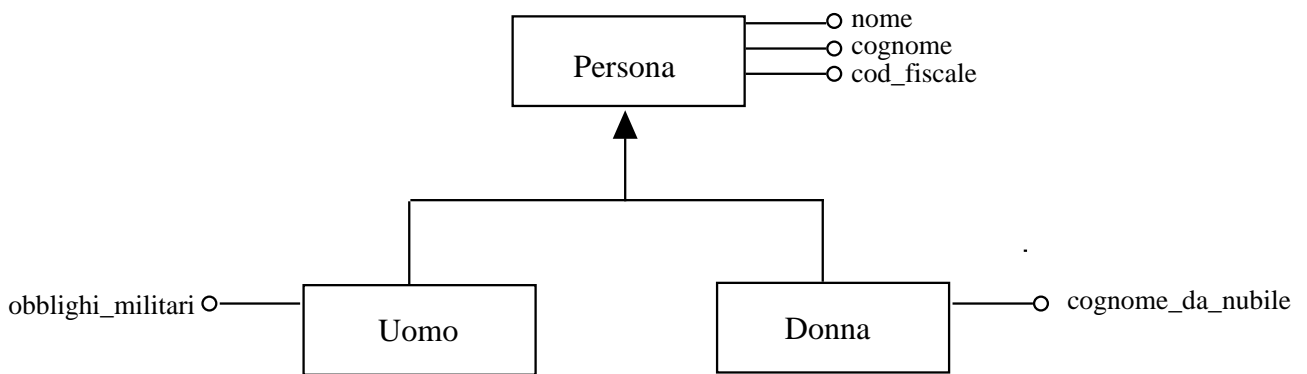 nome
cognome
cod_fiscale
Persona
obblighi_militari
Uomo
Donna
cognome_da_nubile